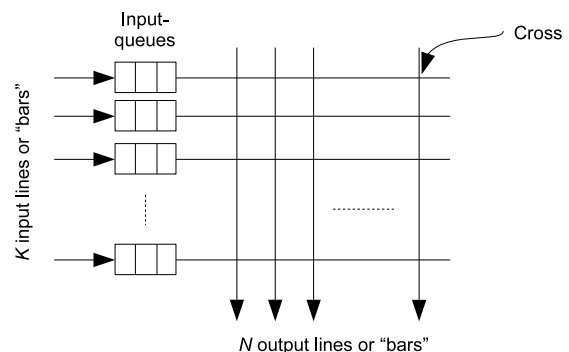 Input-
queues
Cross
K input lines or “bars”
N output lines or “bars”